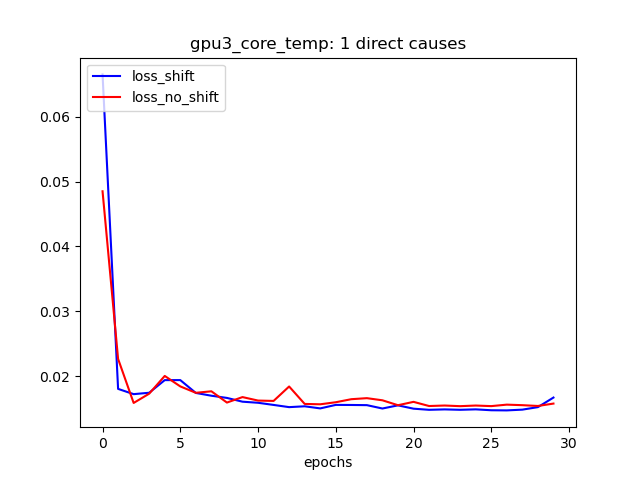 gpu3_core_temp: 1 direct causes
loss_shift
loss_no_shift
0.06
0.05
0.04
0.03
0.02
0 5 10 15 20 25 30
epochs